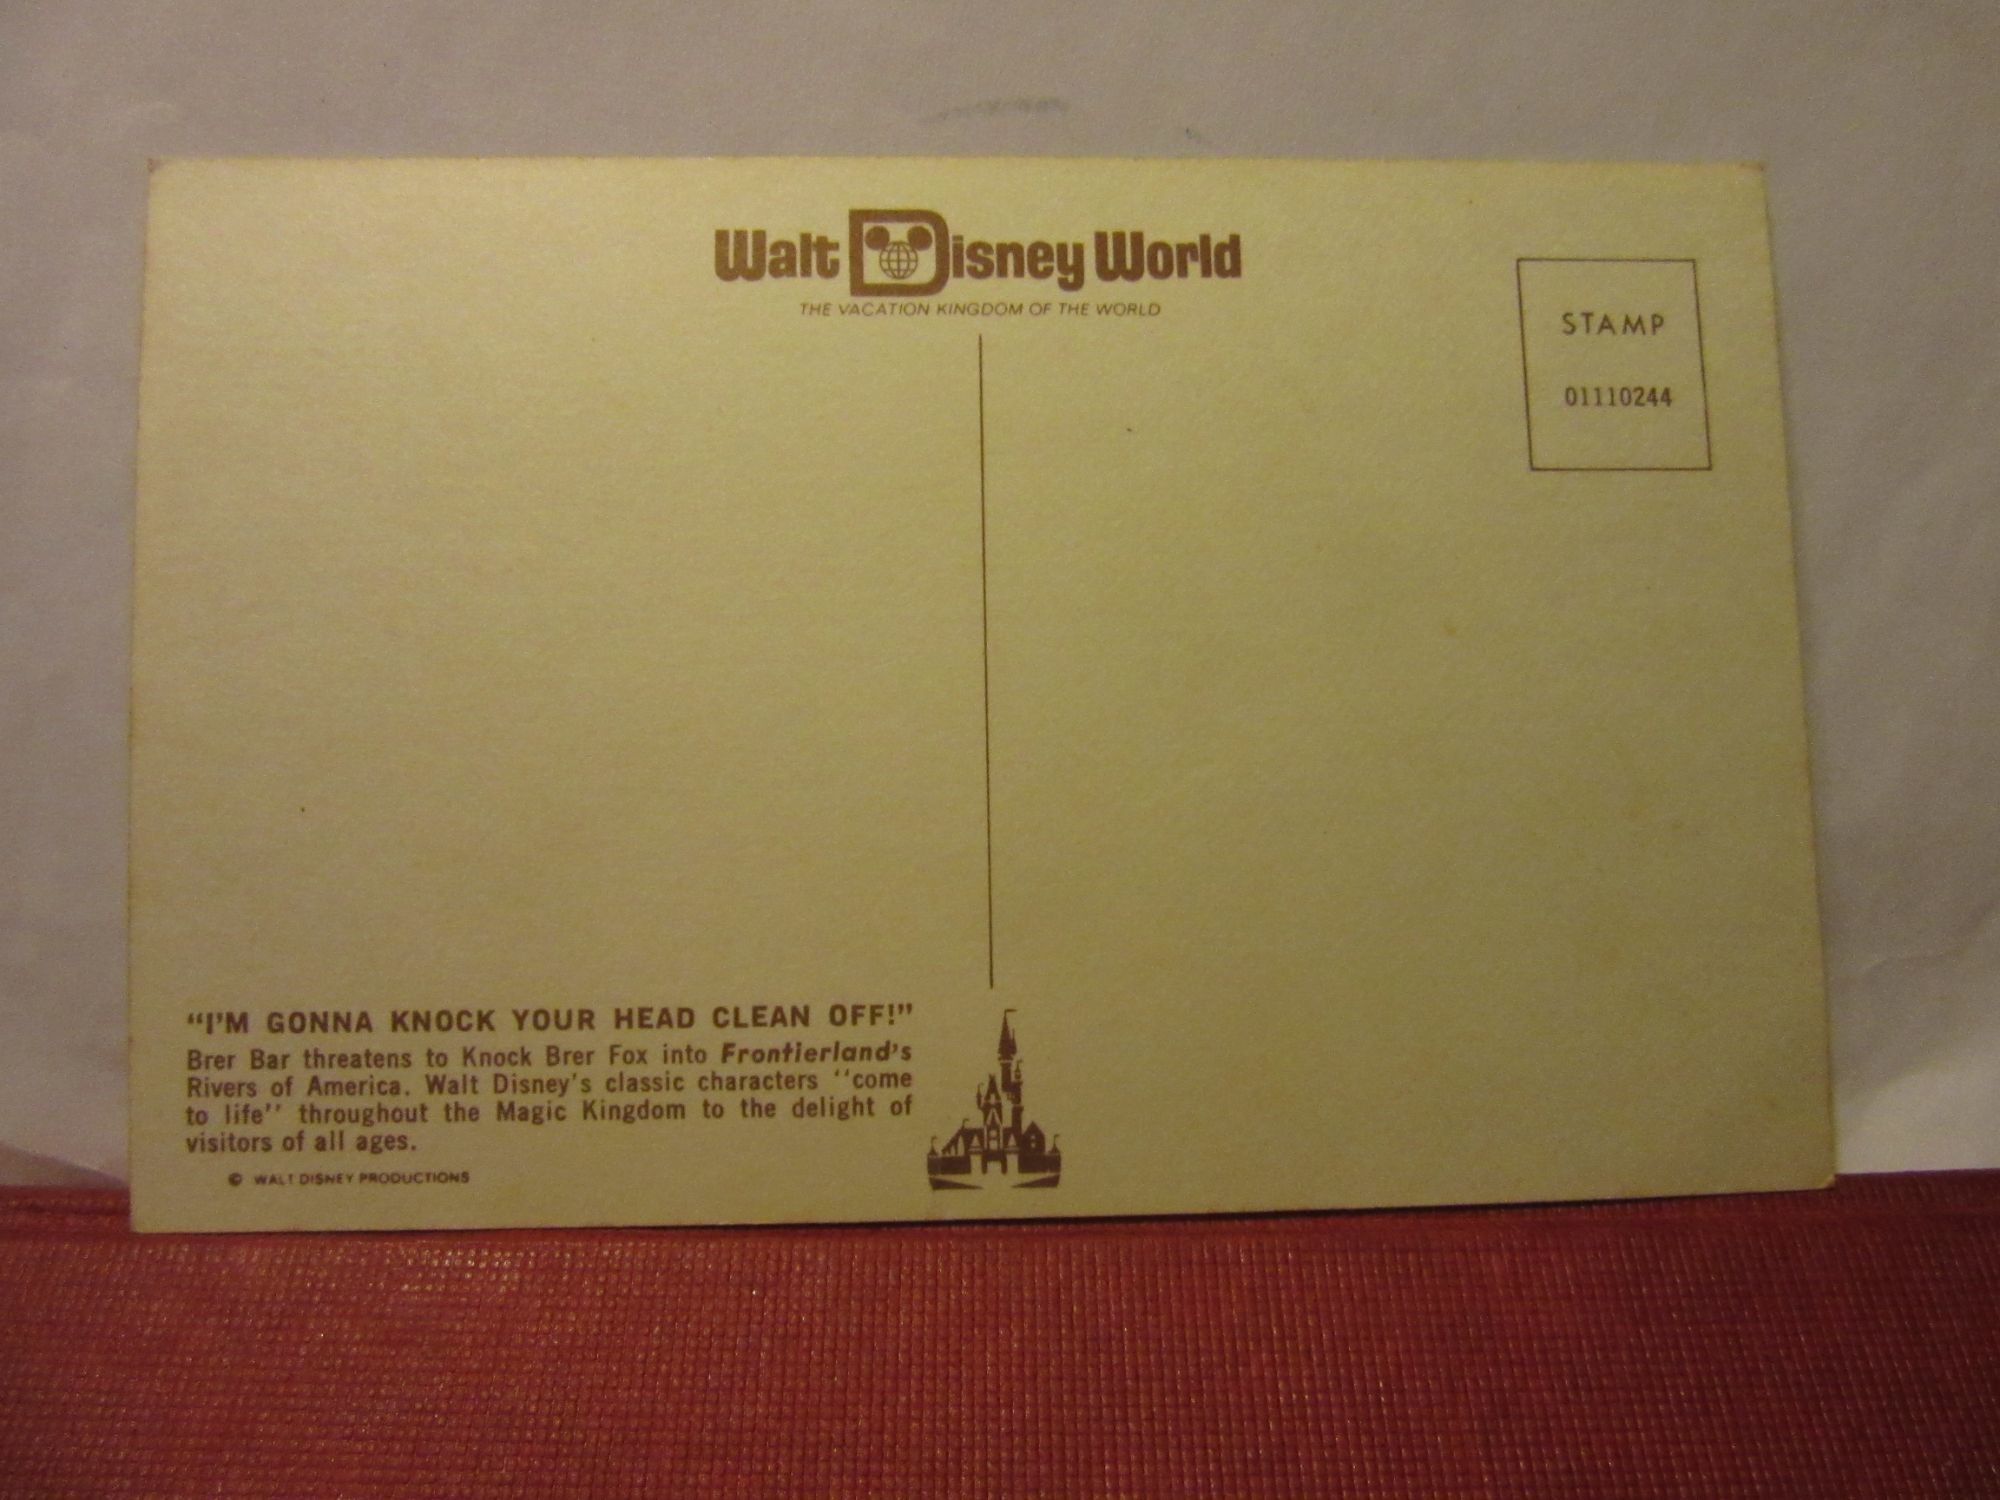 Walt Disney World
THE VACATION KINGDOM OF THE WORLD
STAMP
01110244
“I’M GONNA KNOCK YOUR HEAD CLEAN OFF!”
Brer Bar threatens to Knock Brer Fox into Frontierland’s
Rivers of America. Walt Disney’s classic characters “come
to life” throughout the Magic Kingdom to the delight of
visitors of all ages.
© WALT DISNEY PRODUCTIONS